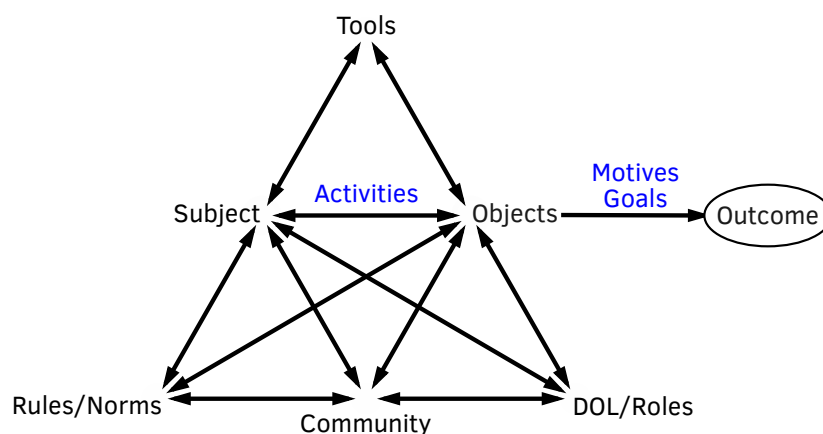 Tools
Motives
Goals
Activities
Subject
Objects
Outcome
Rules/Norms
Community
DOL/Roles